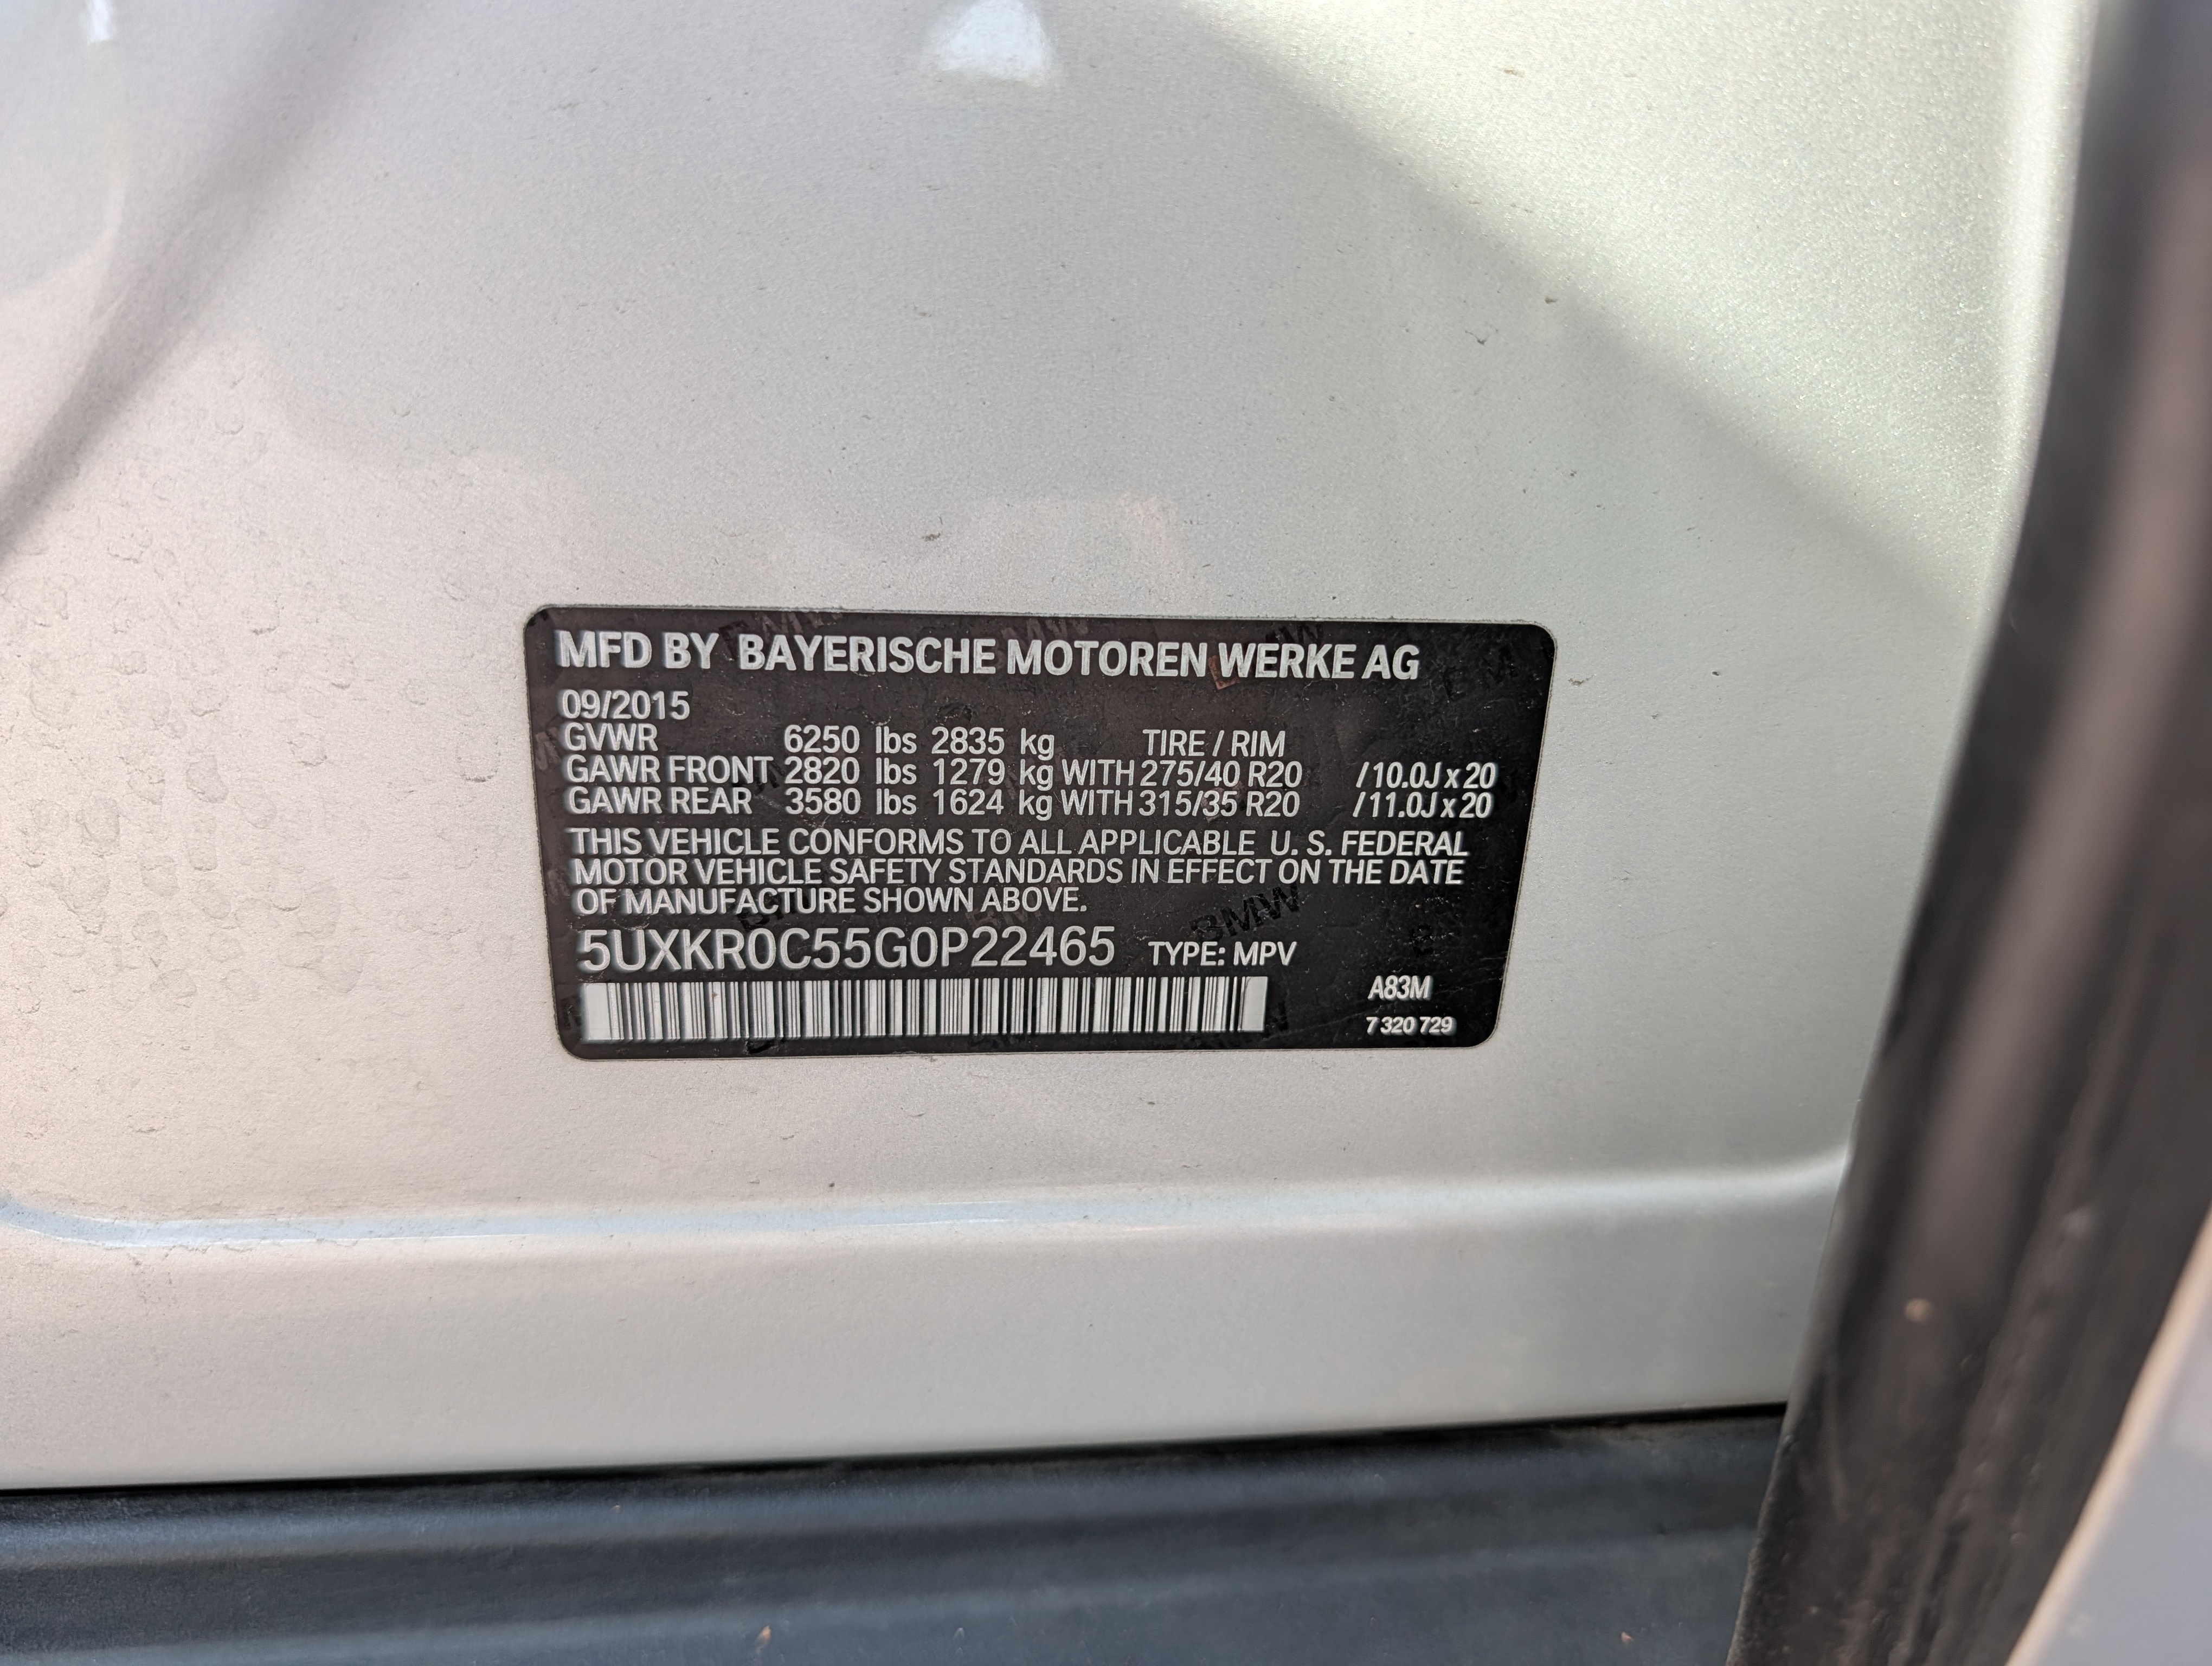 MFD BY BAYERISCHE MOTOREN WERKE AG
09/2015
GVWR 6250 lbs 2835 kg TIRE / RIM
GAWR FRONT 2820 lbs 1279 kg WITH 275/40 R20 /10.0J x 20
GAWR REAR 3580 lbs 1624 kg WITH 315/35 R20 /11.0J x 20
THIS VEHICLE CONFORMS TO ALL APPLICABLE U. S. FEDERAL
MOTOR VEHICLE SAFETY STANDARDS IN EFFECT ON THE DATE
OF MANUFACTURE SHOWN ABOVE.
BMW
5UXKR0C55G0P22465 TYPE: MPV
A83M
7 320 729